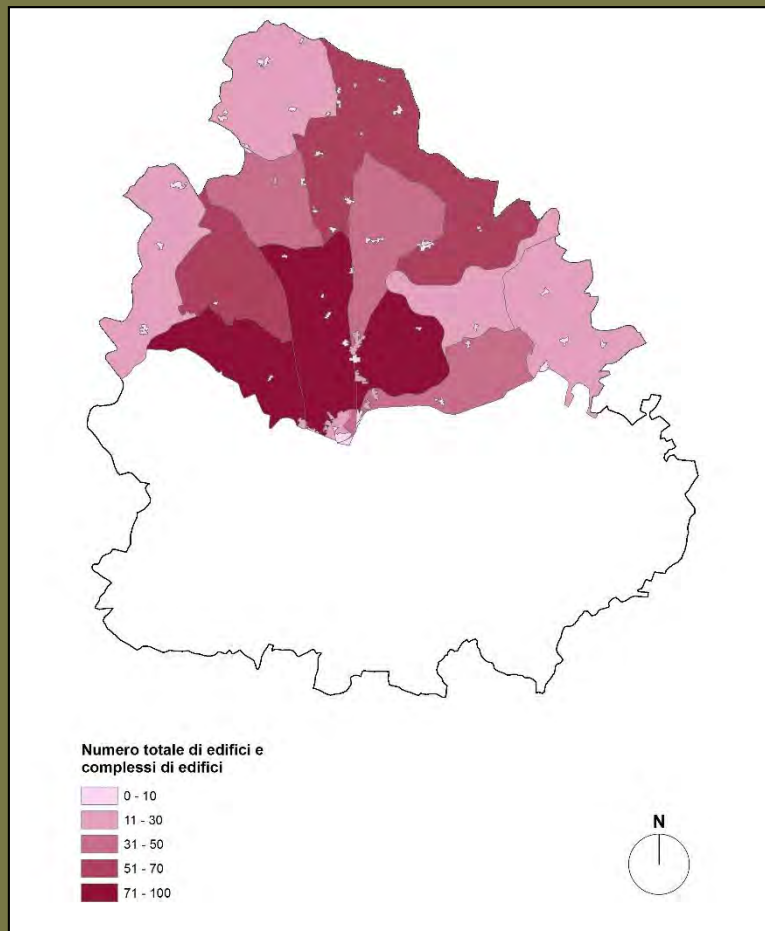 Numero totale di edifici e
complessi di edifici
0 - 10
11 - 30
31 - 50
51 - 70
71 - 100
N